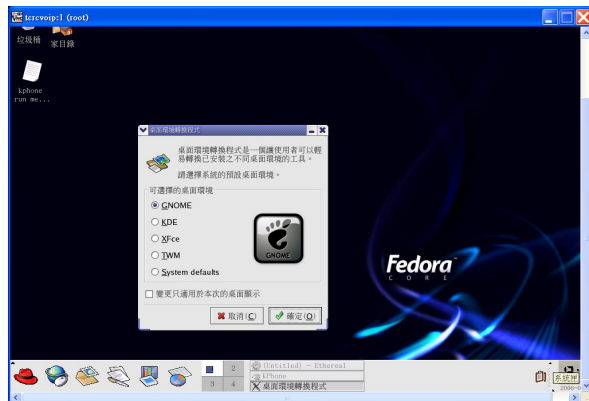 tcrcvoip:1 (root)
垃圾桶
家目錄
kphone
run me...
桌面環境轉換程式
桌面環境轉換程式是一個讓使用者可以輕
易轉換已安裝之不同桌面環境的工具。
請選擇系統的預設桌面環境。
可選擇的桌面環境
GNOME
KDE
XFce
TWM
System defaults
GNOME
變更只適用於本次的桌面顯示
取消(C)
確定(O)
Fedora
CORE
2
3 4
(Untitled) - Ethereal
KPhone
桌面環境轉換程式